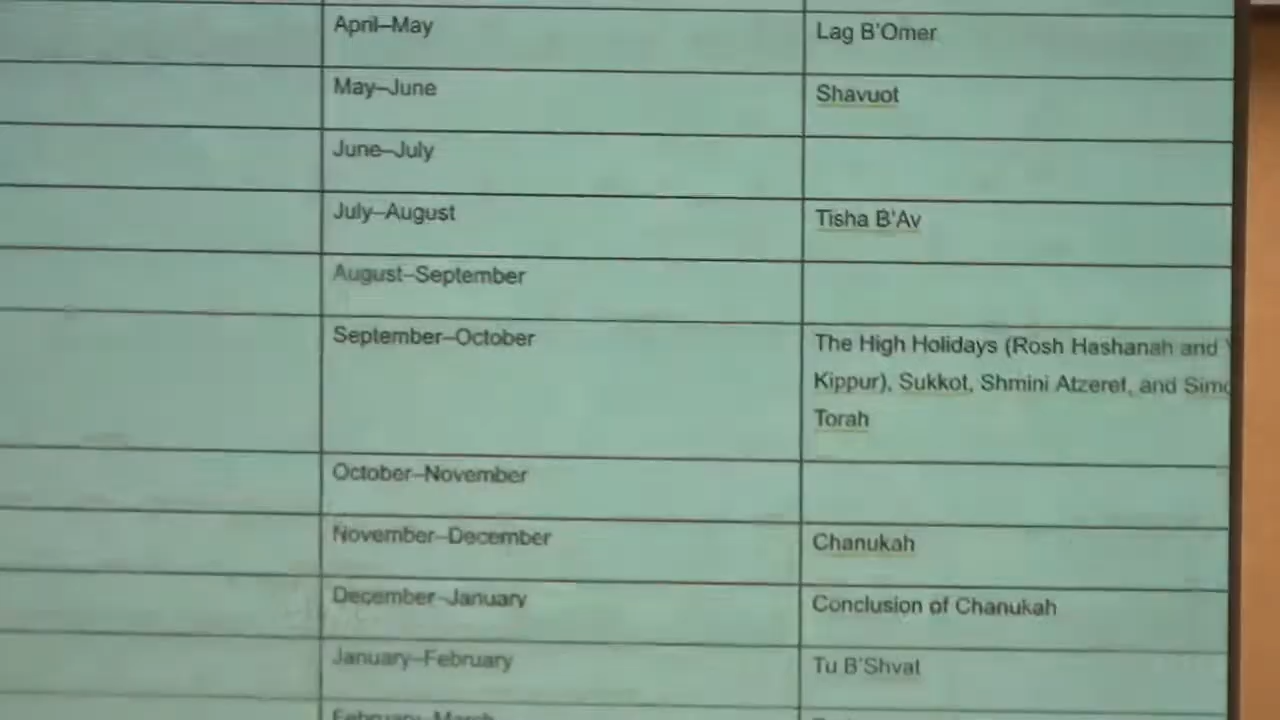 April–May Lag B'Omer
May–June Shavuot
June–July
July–August Tisha B'Av
August–September
September–October The High Holidays (Rosh Hashanah and
Kippur), Sukkot, Shmini Atzeret, and
Torah
October–November
November–December Chanukah
December–January Conclusion of Chanukah
January–February Tu B'Shvat
February–March